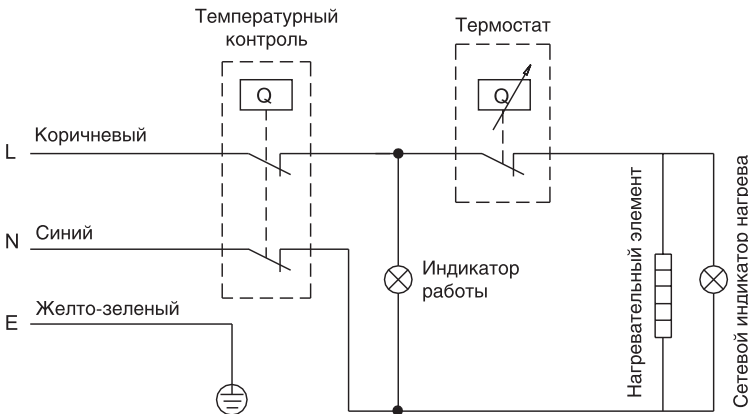 Температурный
контроль
Термостат
Q
Q
L
Коричневый
N
Синий
E
Желто-зеленый
Индикатор
работы
Нагревательный элемент
Сетевой индикатор нагрева